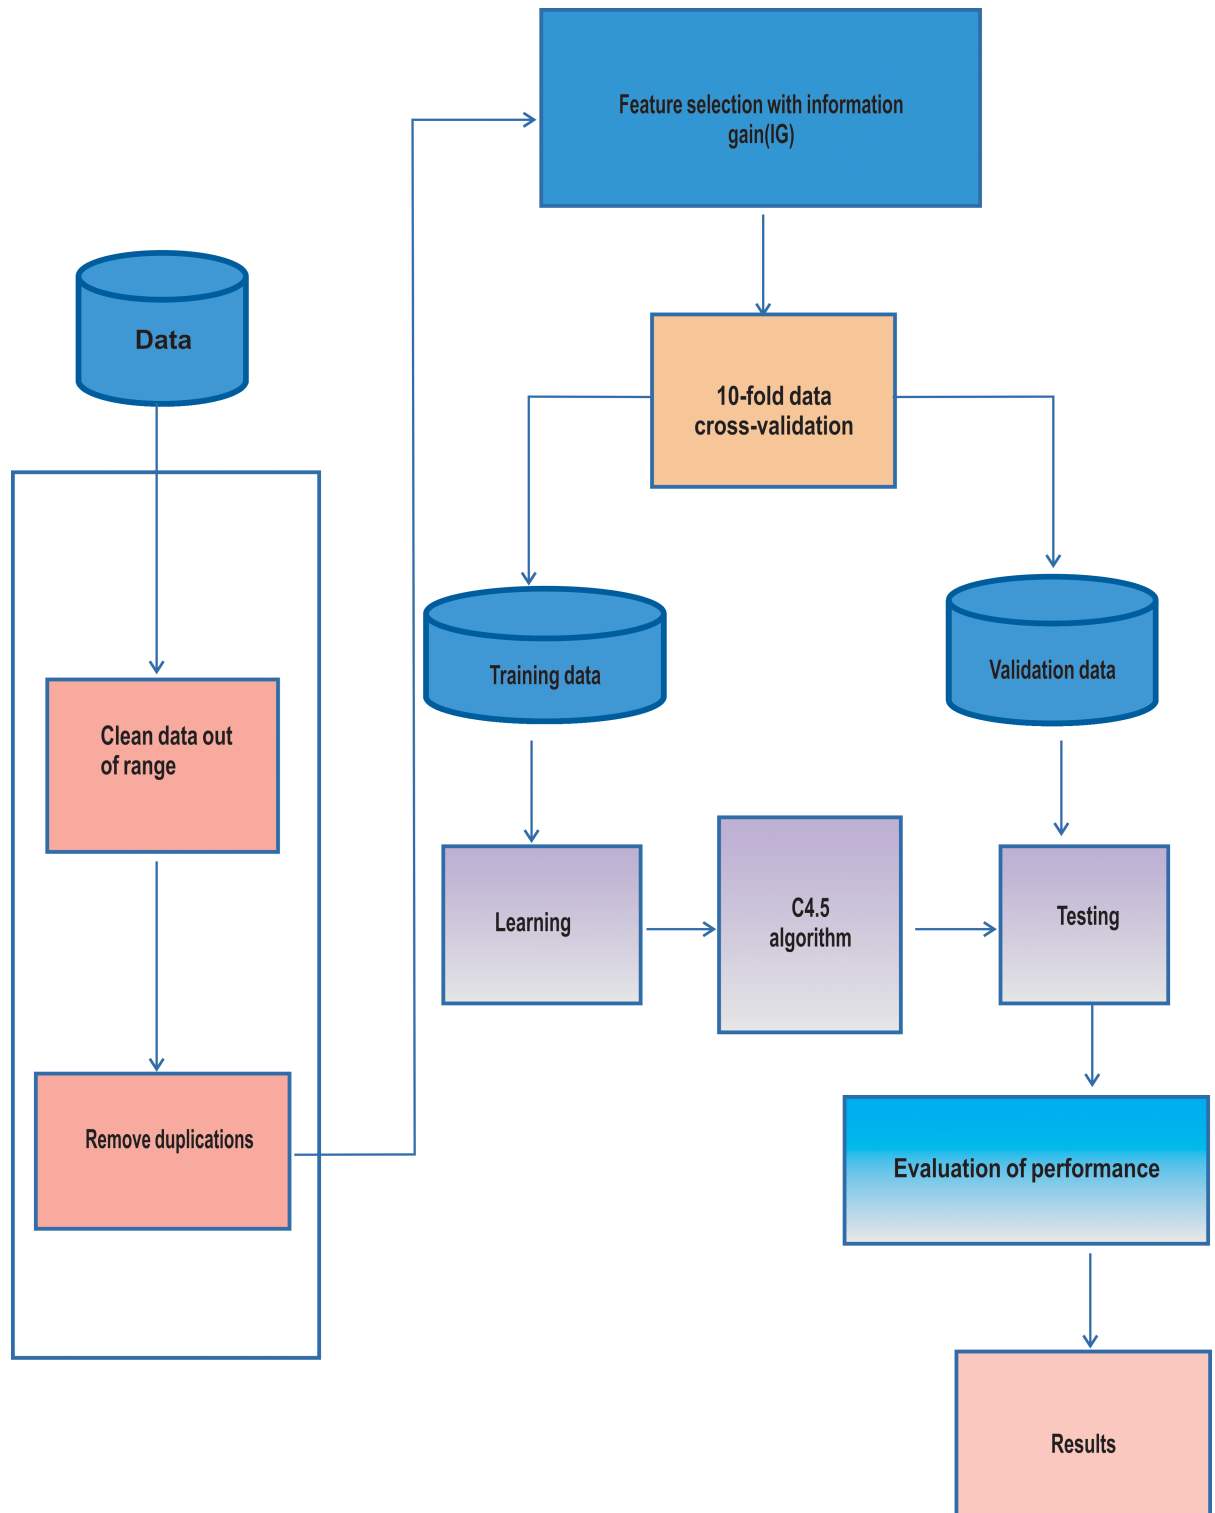 Data
Clean data out
of range
Remove duplications
Feature selection with information
gain(IG)
10-fold data
cross-validation
Training data
Validation data
Learning
C4.5
algorithm
Testing
Evaluation of performance
Results